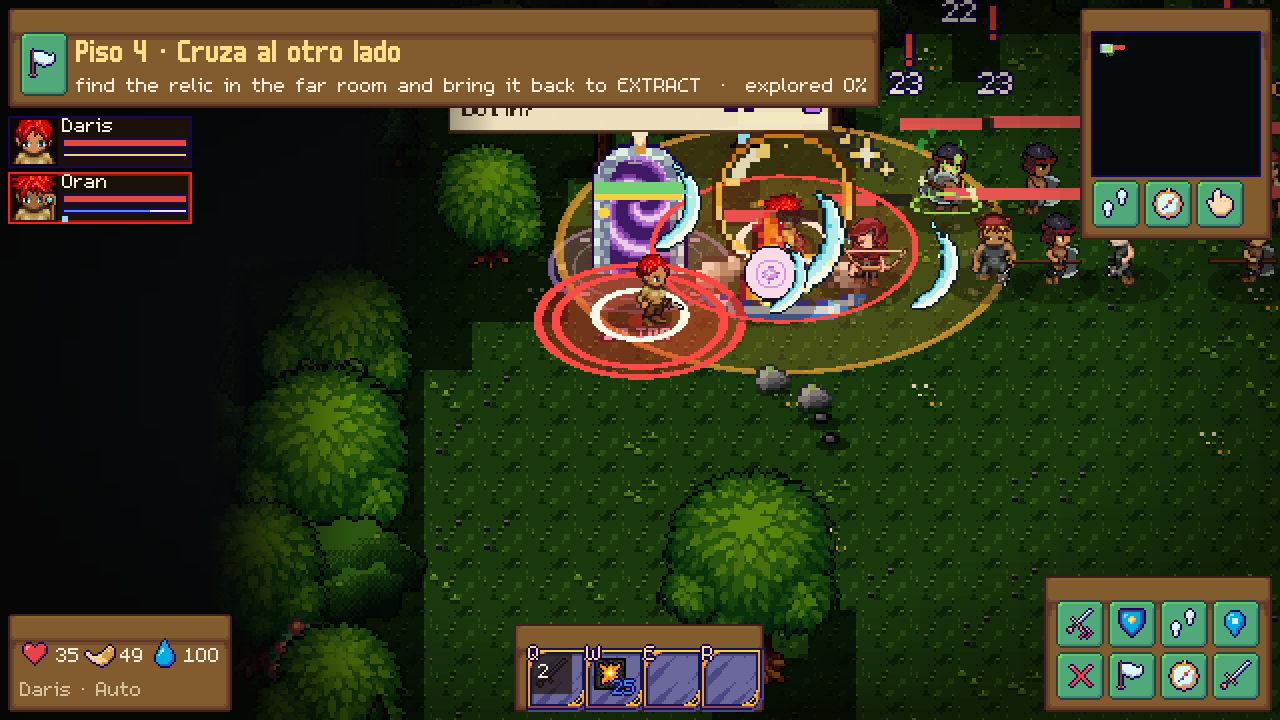 Piso 4 · Cruza al otro lado
find the relic in the far room and bring it back to EXTRACT · explored 0%
22
23
23
Daris
Oran
35 49 100
Daris · Auto
Q W E R
2
25